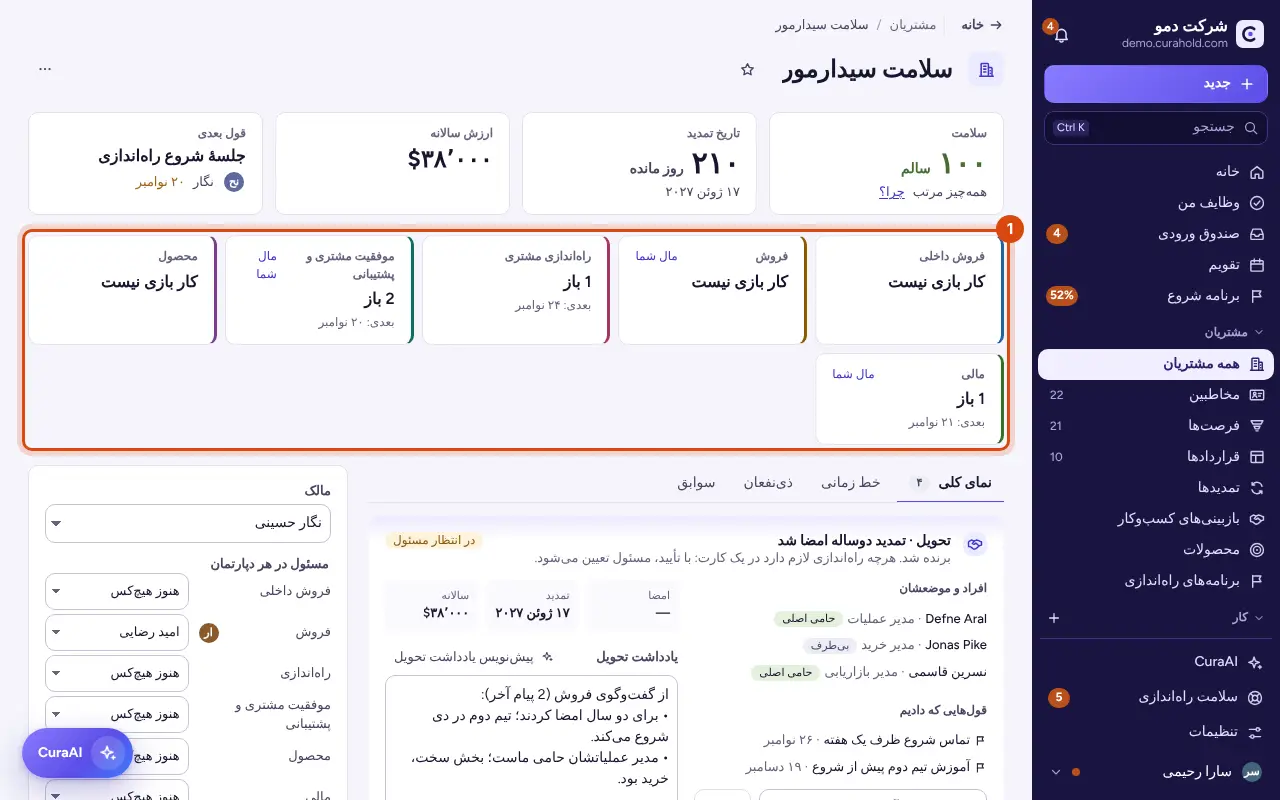 شرکت دمو
demo.curahold.com
4
جدید
جستجو
Ctrl K
خانه
وظایف من
صندوق ورودی
4
تقویم
برنامه شروع
52%
مشتریان
همه مشتریان
مخاطبین
22
فرصت‌ها
21
قراردادها
10
تمدیدها
بازبینی‌های کسب‌وکار
محصولات
برنامه‌های راه‌اندازی
کار
CuraAI
سلامت راه‌اندازی
5
تنظیمات
سر سارا رحیمی
خانه
مشتریان / سلامت سیدارمور
سلامت سیدارمور
سلامت
۱۰۰ سالم
همه‌چیز مرتب چرا؟
تاریخ تمدید
۲۱۰ روز مانده
۱۷ ژوئن ۲۰۲۷
ارزش سالانه
$۳۸٬۰۰۰
قول بعدی
جلسهٔ شروع راه‌اندازی
نح نگار ۲۰ نوامبر
1
فروش داخلی
کار بازی نیست
فروش
مال شما
کار بازی نیست
راه‌اندازی مشتری
1 باز
بعدی: ۲۴ نوامبر
موفقیت مشتری و پشتیبانی
مال شما
2 باز
بعدی: ۲۰ نوامبر
محصول
کار بازی نیست
مالی
مال شما
1 باز
بعدی: ۲۱ نوامبر
نمای کلی ۴
خط زمانی
ذی‌نفعان
سوابق
تحویل · تمدید دوساله امضا شد
در انتظار مسئول
برنده شد. هرچه راه‌اندازی لازم دارد در یک کارت: با تأیید، مسئول تعیین می‌شود.
افراد و موضعشان
Defne Aral · مدیر عملیات حامی اصلی
Jonas Pike · مدیر خرید بی‌طرف
نسرین قاسمی · مدیر بازاریابی حامی اصلی
قول‌هایی که دادیم
تماس شروع ظرف یک هفته · ۲۶ نوامبر
آموزش تیم دوم پیش از شروع · ۱۹ دسامبر
امضا
—
تمدید
۱۷ ژوئن ۲۰۲۷
سالانه
$۳۸٬۰۰۰
یادداشت تحویل
پیش‌نویس یادداشت تحویل
از گفت‌وگوی فروش (2 پیام آخر):
• برای دو سال امضا کردند؛ تیم دوم در دی
شروع می‌کند.
• مدیر عملیاتشان حامی ماست؛ بخش سخت،
خرید بود.
مالک
نگار حسینی
مسئول در هر دپارتمان
فروش داخلی
هنوز هیچ‌کس
فروش
ار
امید رضایی
راه‌اندازی
هنوز هیچ‌کس
موفقیت مشتری و
پشتیبانی
هنوز هیچ‌کس
محصول
هنوز هیچ‌کس
مالی
هنوز هیچ‌کس
CuraAI